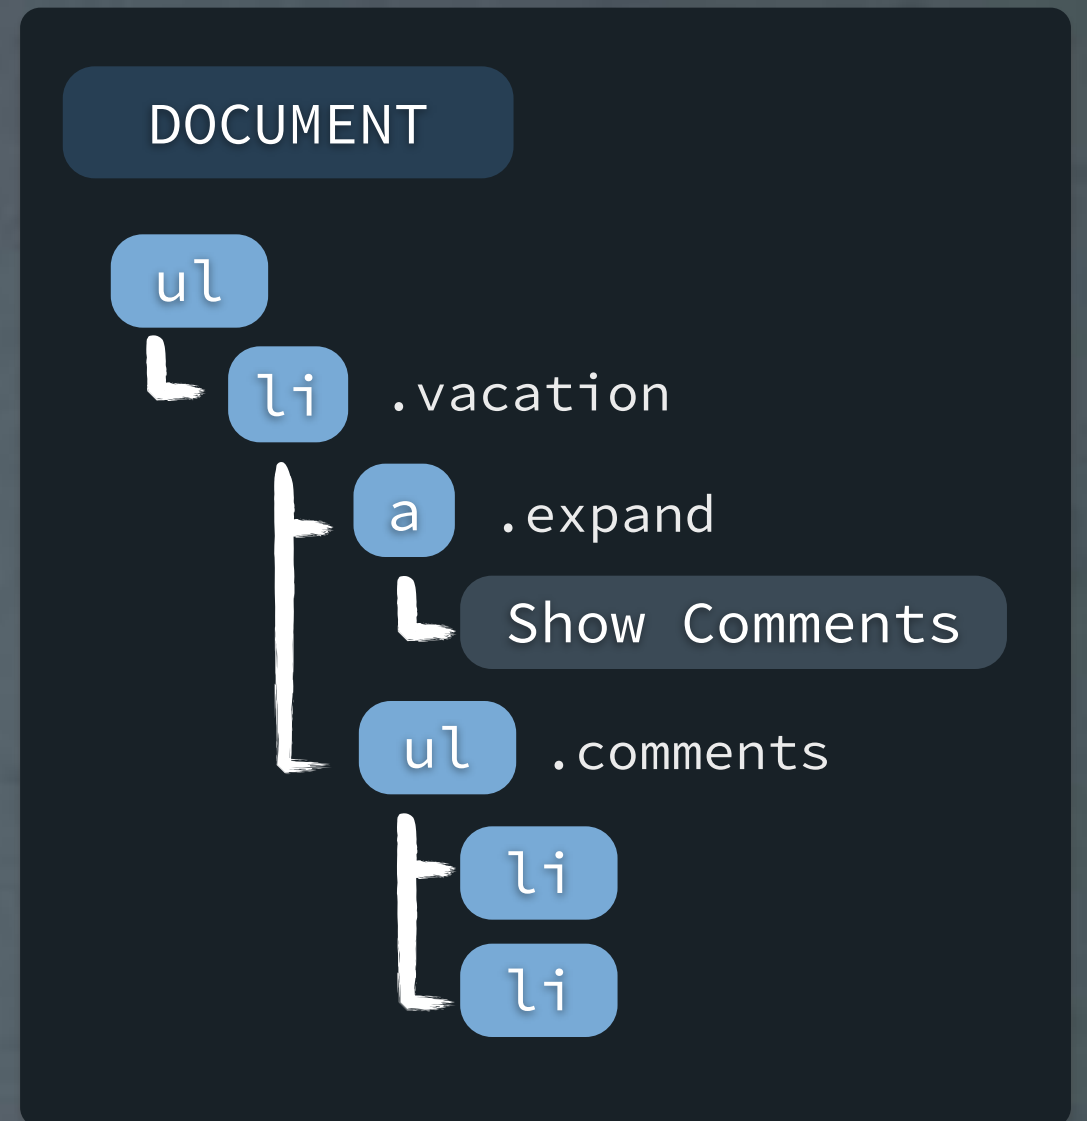 DOCUMENT
ul
li .vacation
a .expand
Show Comments
ul .comments
li
li